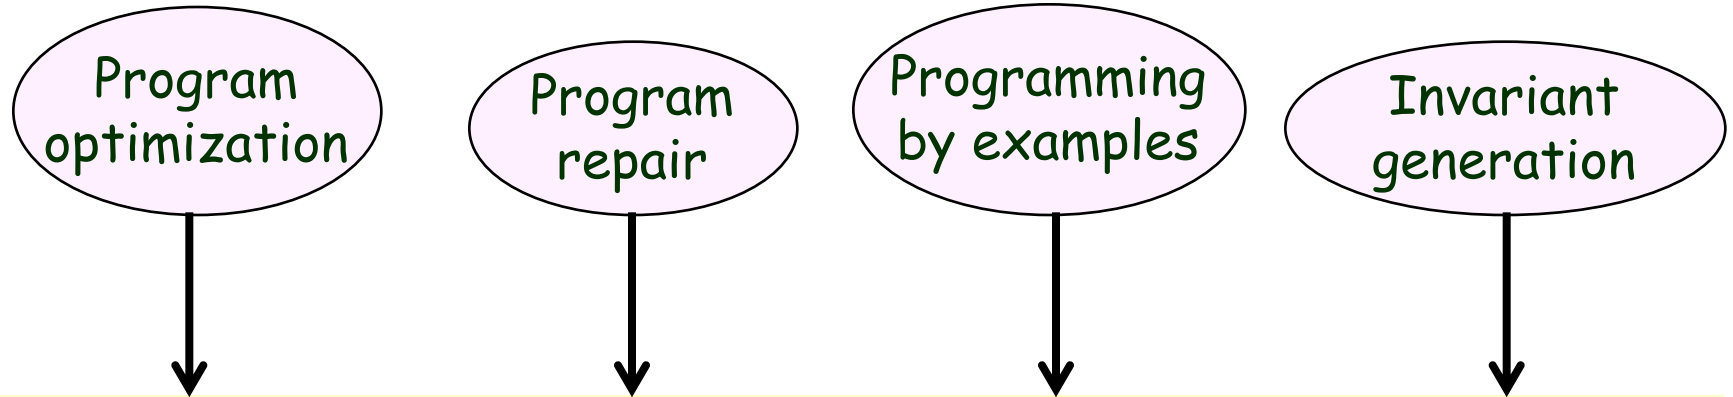 Program
optimization
Program
repair
Programming
by examples
Invariant
generation